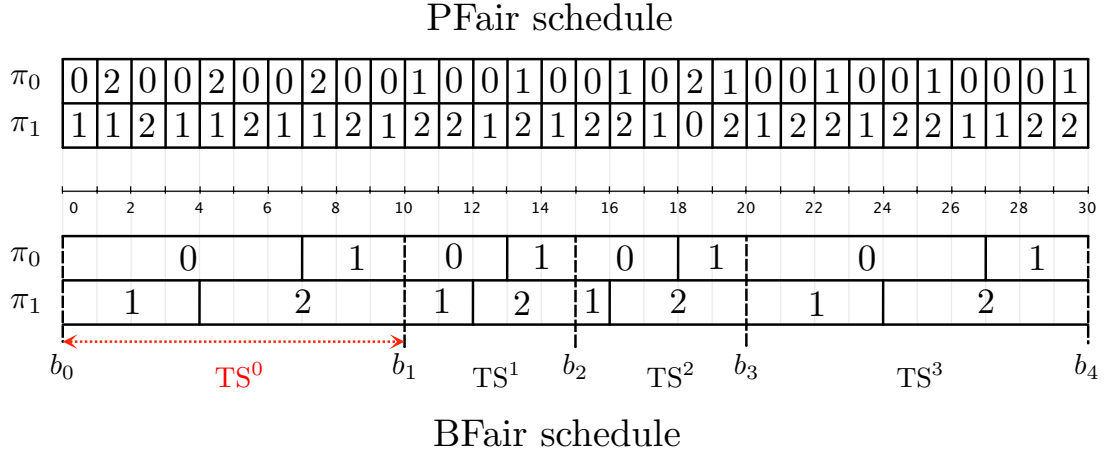 PFair schedule
π₀ 0 2 0 0 2 0 0 2 0 0 1 0 0 1 0 0 1 0 2 1 0 0 1 0 0 1 0 0 0 1
π₁ 1 1 2 1 1 2 1 1 2 1 2 2 1 2 1 2 2 1 0 2 1 2 2 1 2 2 1 1 2 2
0 2 4 6 8 10 12 14 16 18 20 22 24 26 28 30
π₀ 0 1 0 1 0 1 0 1
π₁ 1 2 1 2 1 2 1 2
b₀ TS⁰ b₁ TS¹ b₂ TS² b₃ TS³ b₄
BFair schedule